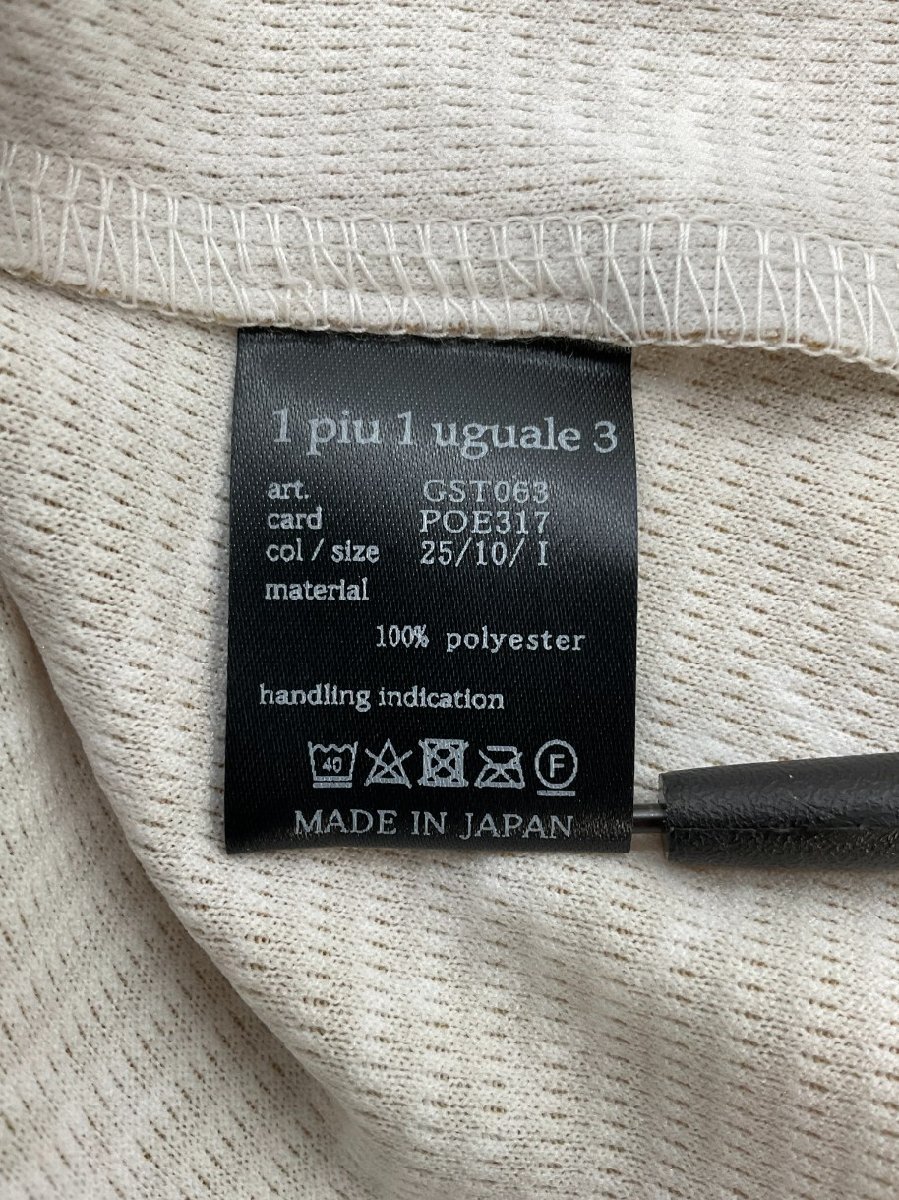 1 piu 1 uguale 3
art. GST063
card POE317
col / size 25/10/ I
material
100% polyester
handling indication
40 F
MADE IN JAPAN